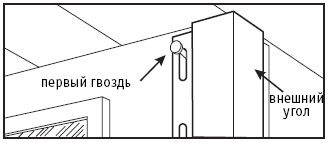 первый гвоздь
внешний
угол